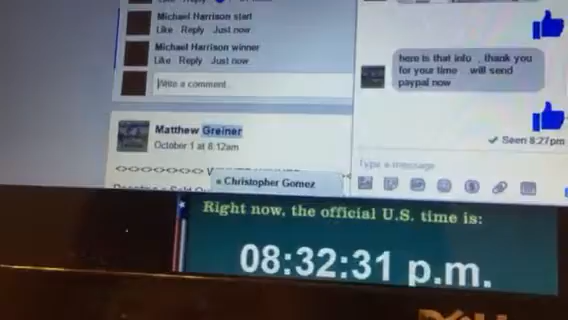 Michael Harrison start
Like Reply Just now
Michael Harrison winner
Like Reply Just now
Write a comment
Matthew Greiner
October 1 at 8:12am
Christopher Gomez
here is that info , thank you
for your time , will send
paypal now
Seen 8:27pm
Type a message
Right now, the official U.S. time is:
08:32:31 p.m.